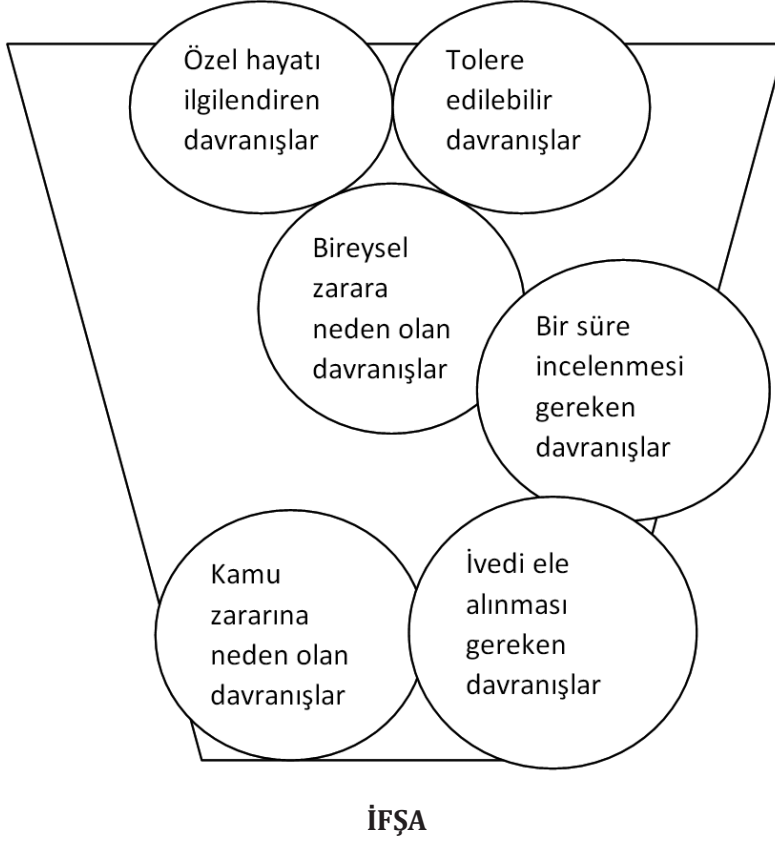 Özel hayatı
ilgilendiren
davranışlar
Tolere
edilebilir
davranışlar
Bireysel
zarara
neden olan
davranışlar
Bir süre
incelenmesi
gereken
davranışlar
Kamu
zararına
neden olan
davranışlar
İvedi ele
alınması
gereken
davranışlar
İFŞA